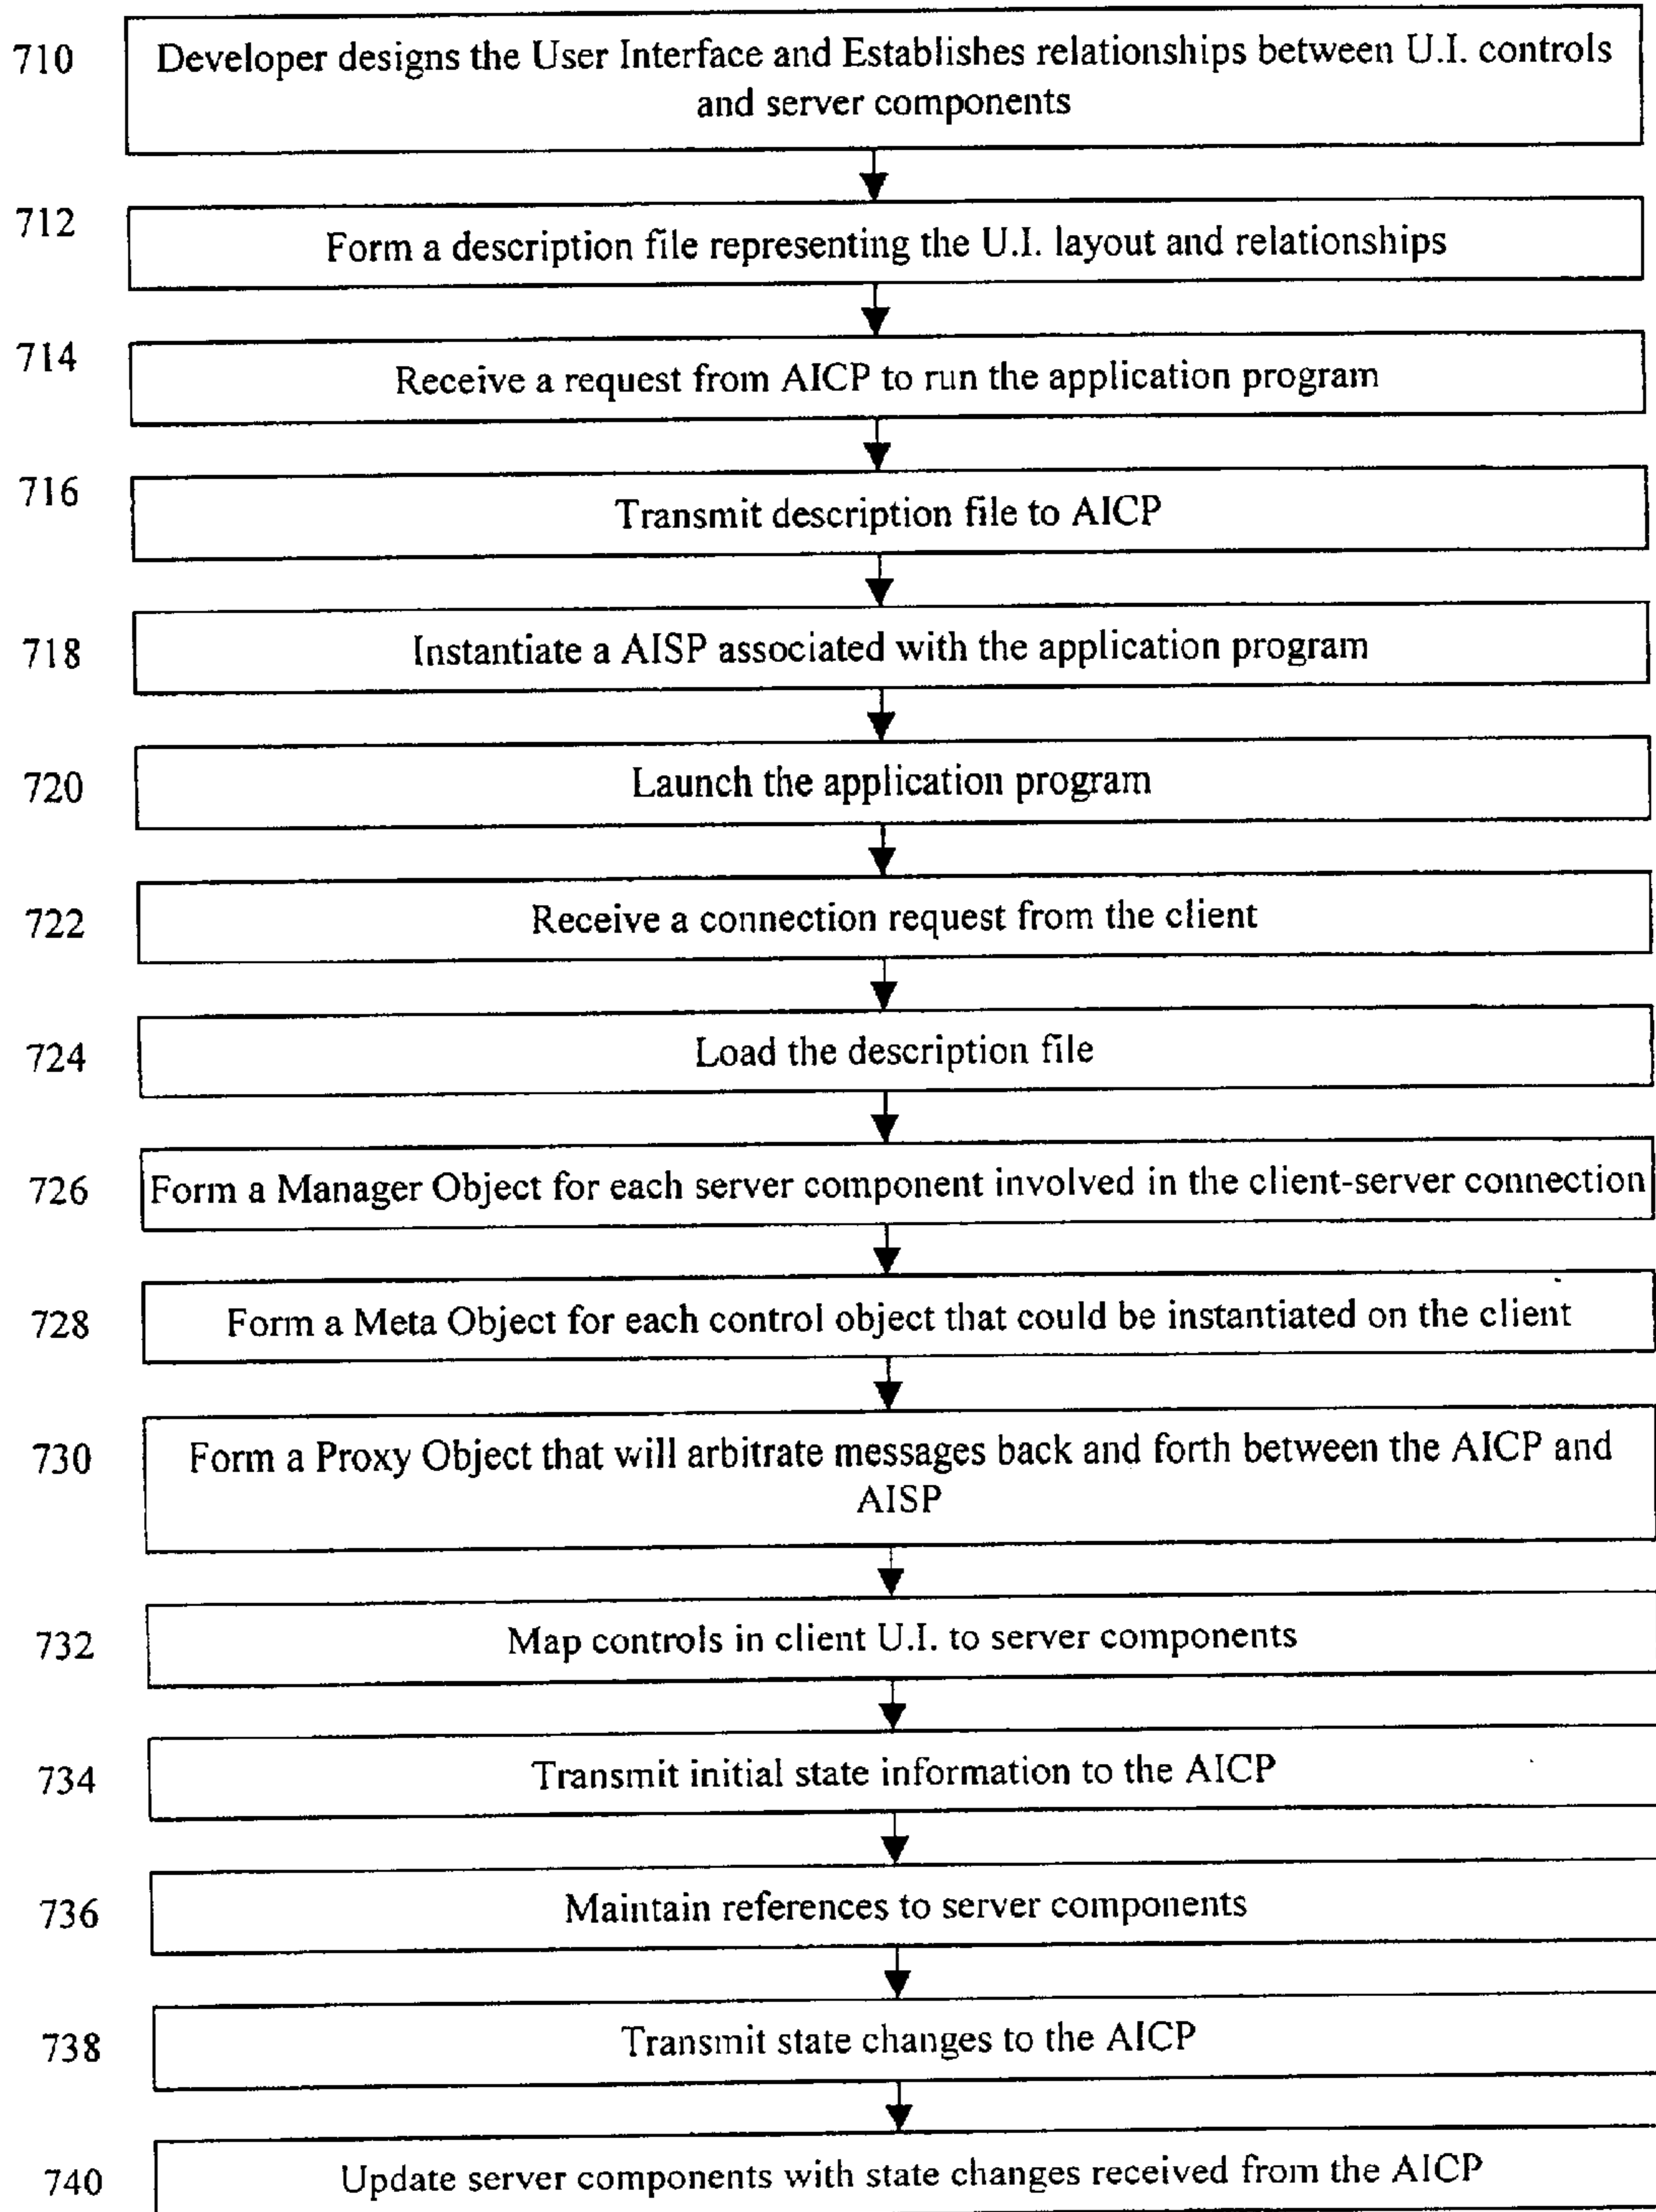 710
Developer designs the User Interface and Establishes relationships between U.I. controls
and server components
712
Form a description file representing the U.I. layout and relationships
714
Receive a request from AICP to run the application program
716
Transmit description file to AICP
718
Instantiate a AISP associated with the application program
720
Launch the application program
722
Receive a connection request from the client
724
Load the description file
726
Form a Manager Object for each server component involved in the client-server connection
728
Form a Meta Object for each control object that could be instantiated on the client
730
Form a Proxy Object that will arbitrate messages back and forth between the AICP and
AISP
732
Map controls in client U.I. to server components
734
Transmit initial state information to the AICP
736
Maintain references to server components
738
Transmit state changes to the AICP
740
Update server components with state changes received from the AICP